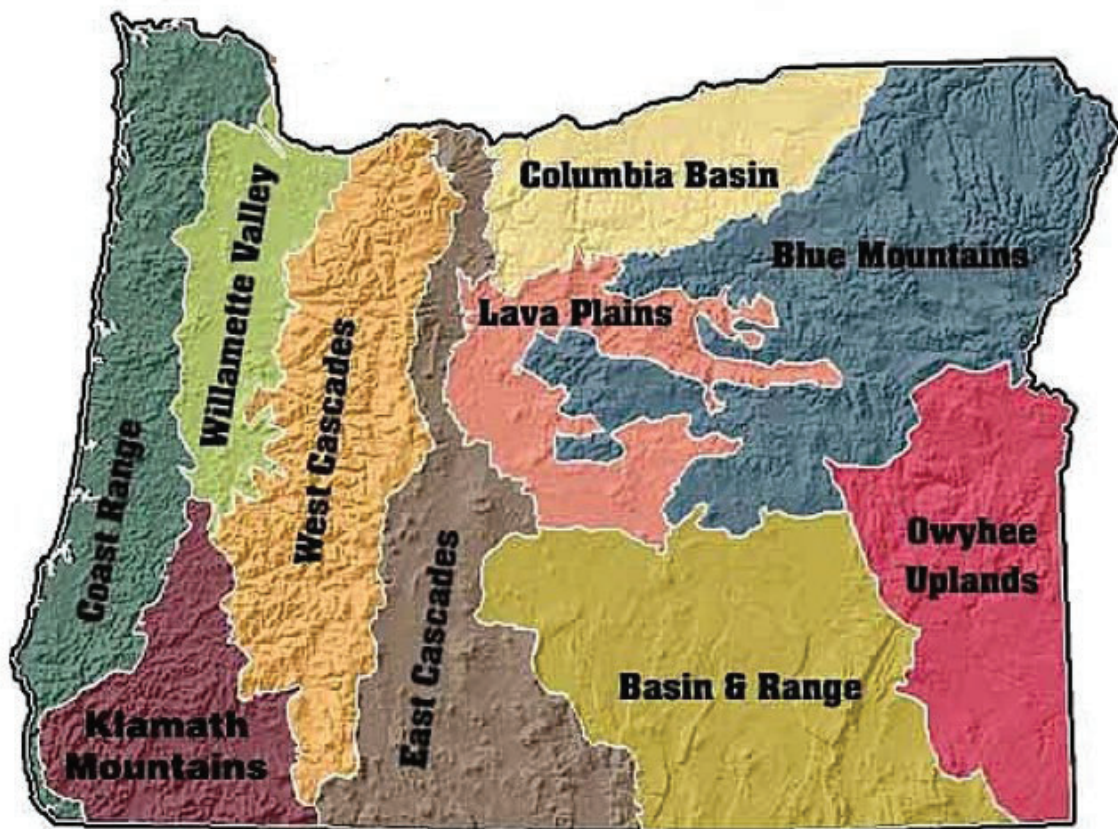 Columbia Basin
Willamette Valley
Blue Mountains
Lava Plains
West Cascades
Coast Range
East Cascades
Owyhee
Uplands
Basin & Range
Klamath
Mountains